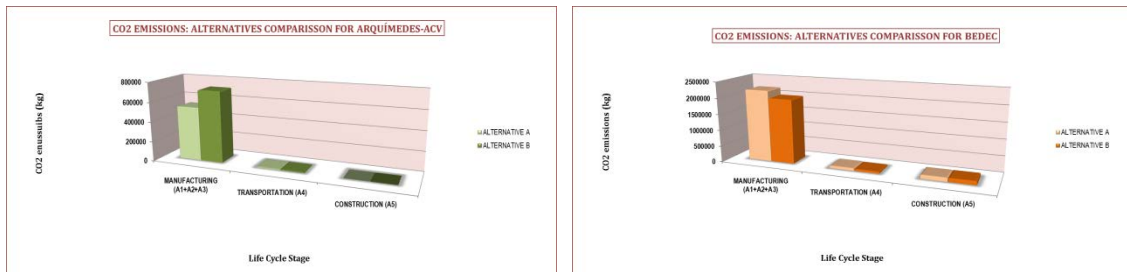 CO2 EMISSIONS: ALTERNATIVES COMPARISSON FOR ARQUÍMEDES-ACV
CO2 enussuibs (kg)
800000
600000
400000
200000
0
MANUFACTURING
(A1+A2+A3)
TRANSPORTATION (A4)
CONSTRUCTION (A5)
ALTERNATIVE A
ALTERNATIVE B
Life Cycle Stage
CO2 EMISSIONS: ALTERNATIVES COMPARISSON FOR BEDEC
CO2 emissions (kg)
2500000
2000000
1500000
1000000
500000
0
MANUFACTURING
(A1+A2+A3)
TRANSPORTATION (A4)
CONSTRUCTION (A5)
ALTERNATIVE A
ALTERNATIVE B
Life Cycle Stage